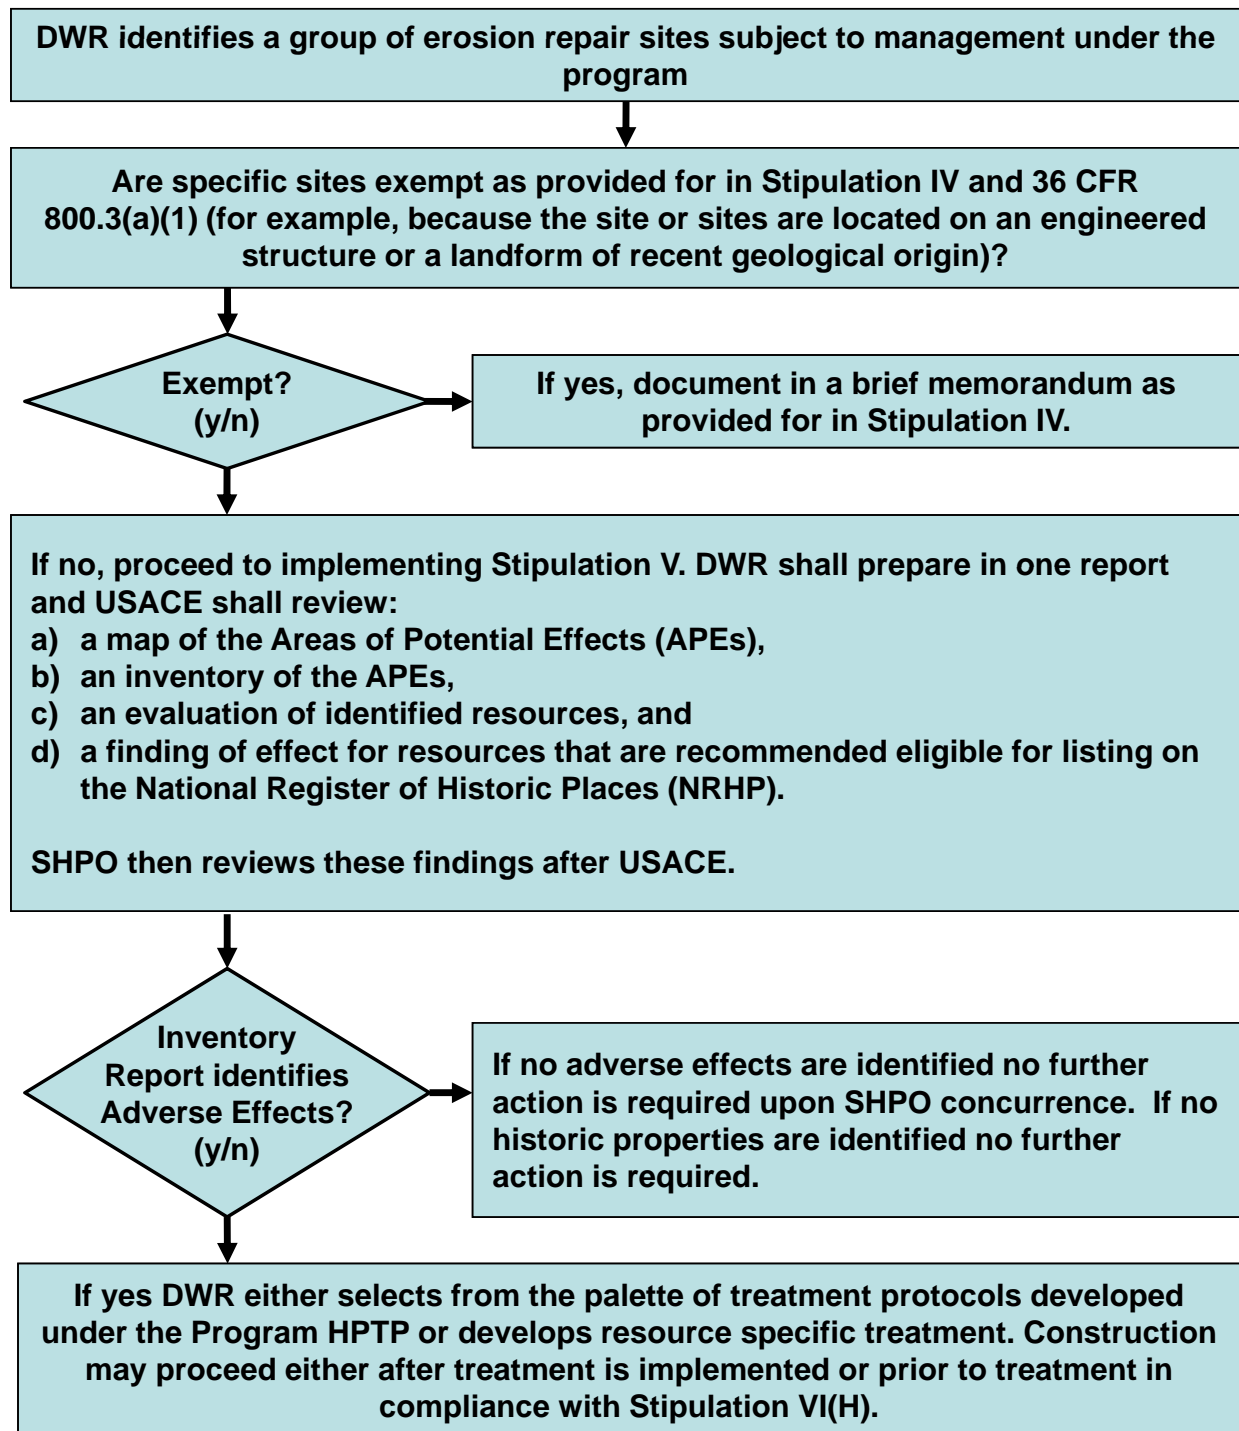 DWR identifies a group of erosion repair sites subject to management under the
program
Are specific sites exempt as provided for in Stipulation IV and 36 CFR
800.3(a)(1) (for example, because the site or sites are located on an engineered
structure or a landform of recent geological origin)?
Exempt?
(y/n)
If yes, document in a brief memorandum as
provided for in Stipulation IV.
If no, proceed to implementing Stipulation V. DWR shall prepare in one report
and USACE shall review:
a) a map of the Areas of Potential Effects (APEs),
b) an inventory of the APEs,
c) an evaluation of identified resources, and
d) a finding of effect for resources that are recommended eligible for listing on
the National Register of Historic Places (NRHP).
SHPO then reviews these findings after USACE.
Inventory
Report identifies
Adverse Effects?
(y/n)
If no adverse effects are identified no further
action is required upon SHPO concurrence.  If no
historic properties are identified no further
action is required.
If yes DWR either selects from the palette of treatment protocols developed
under the Program HPTP or develops resource specific treatment. Construction
may proceed either after treatment is implemented or prior to treatment in
compliance with Stipulation VI(H).